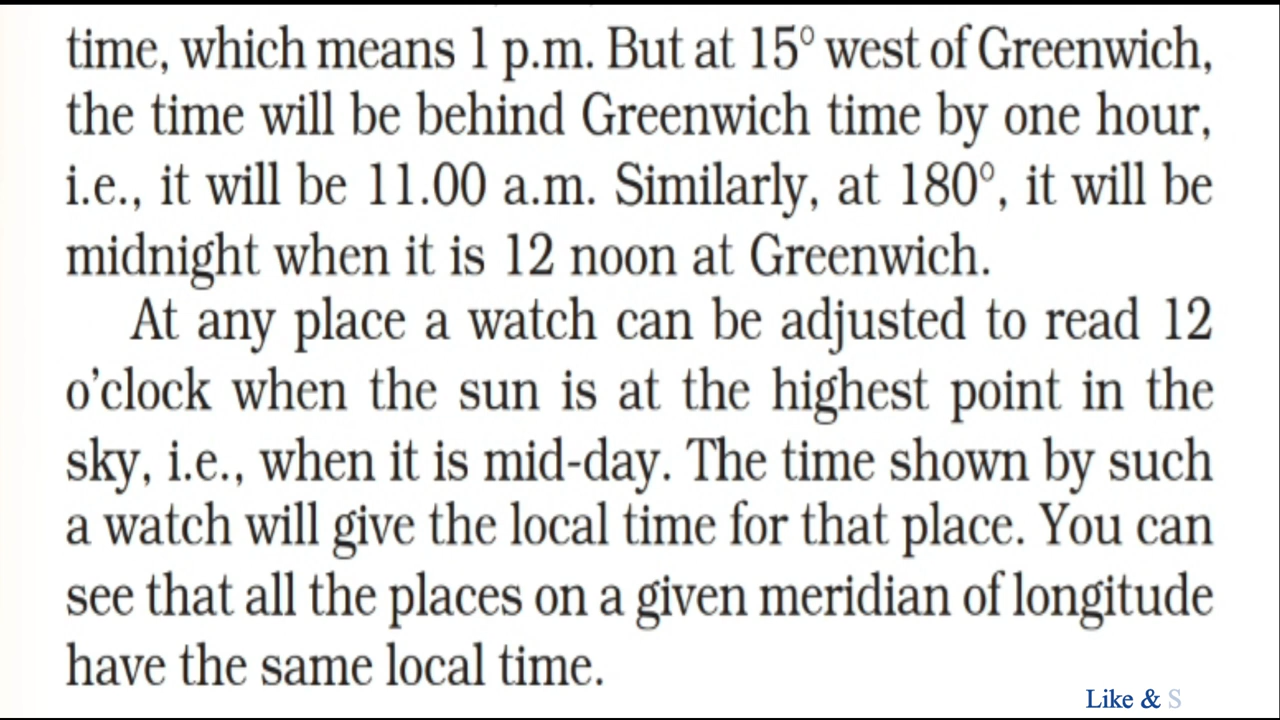 time, which means 1 p.m. But at 15° west of Greenwich,
the time will be behind Greenwich time by one hour,
i.e., it will be 11.00 a.m. Similarly, at 180°, it will be
midnight when it is 12 noon at Greenwich.
At any place a watch can be adjusted to read 12
o’clock when the sun is at the highest point in the
sky, i.e., when it is mid-day. The time shown by such
a watch will give the local time for that place. You can
see that all the places on a given meridian of longitude
have the same local time.
Like & S